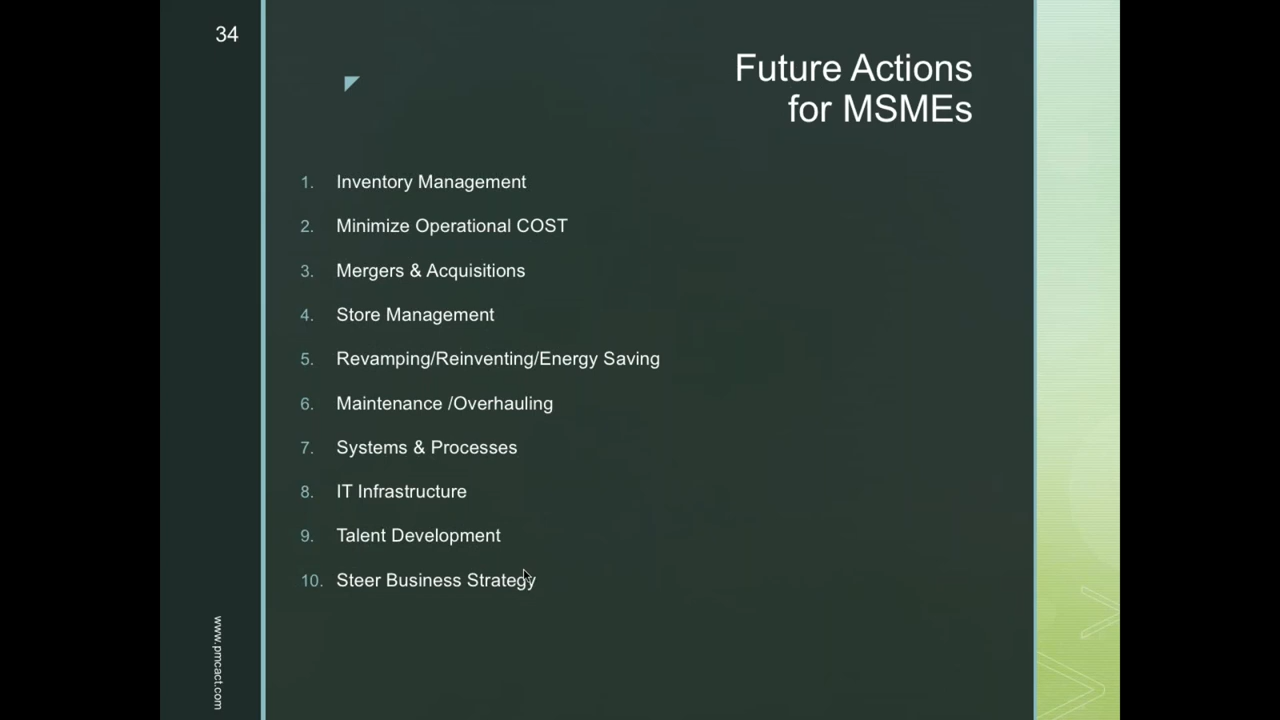 34
Future Actions
for MSMEs
1. Inventory Management
2. Minimize Operational COST
3. Mergers & Acquisitions
4. Store Management
5. Revamping/Reinventing/Energy Saving
6. Maintenance /Overhauling
7. Systems & Processes
8. IT Infrastructure
9. Talent Development
10. Steer Business Strategy
www.pmcact.com